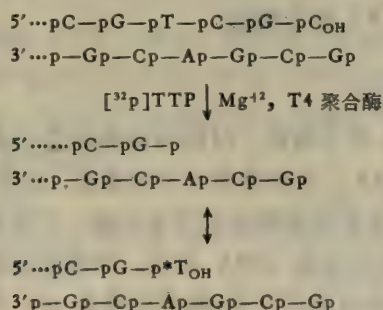 5′…pC—pG—pT—pC—pG—pC_OH
3′…p—Gp—Cp—Ap—Gp—Cp—Gp
[³²p]TTP Mg⁺², T4 聚合酶
5′……pC—pG—p
3′…p—Gp—Cp—Ap—Cp—Gp
5′…pC—pG—p*T_OH
3′p—Gp—Cp—Ap—Gp—Cp—Gp